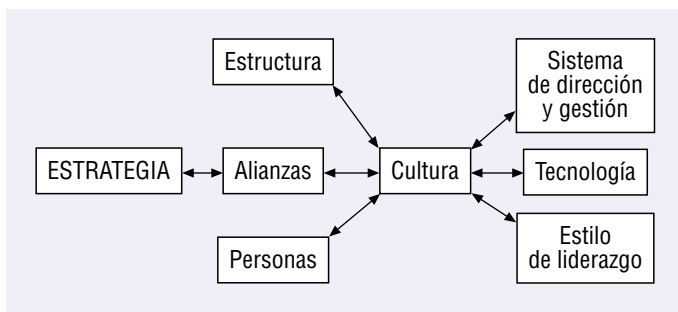 Estructura
Sistema
de dirección
y gestión
ESTRATEGIA
Alianzas
Cultura
Tecnología
Personas
Estilo
de liderazgo